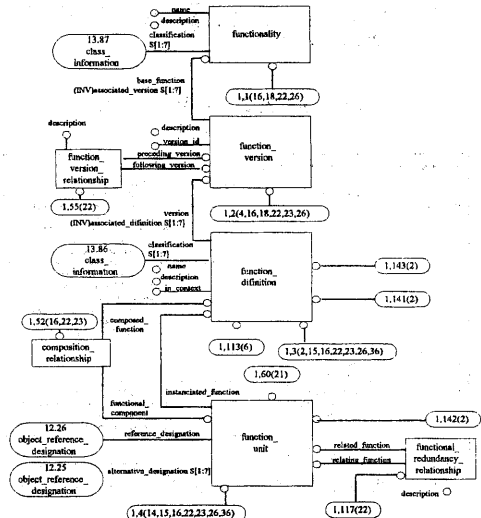 name
description
13.87
class_
information
classification
S[1:?]
functionality
base_function
(INV)associated_version S[1:?]
1,1(16,18,22,26)
description
description
version_id
function_
version_
relationship
preceding_version
following_version
function_
version
1,55(22)
1,2(4,16,18,22,23,26)
version
(INV)associated_difinition S[1:?]
13.86
class_
information
classification
S[1:?]
name
description
in_context
function_
difinition
1,143(2)
1,141(2)
1,52(16,22,23)
composed_
function
composition_
relationship
1,113(6)
1,3(2,15,16,22,23,26,36)
1,60(21)
functional_
component
instanciated_function
12.26
object_reference_
designation
reference_designation
function_
unit
1,142(2)
related_function
relating_function
functional_
redundancy_
relationship
12.25
object_reference_
designation
alternative_designation S[1:?]
description
1,4(14,15,16,22,23,26,36)
1,117(22)